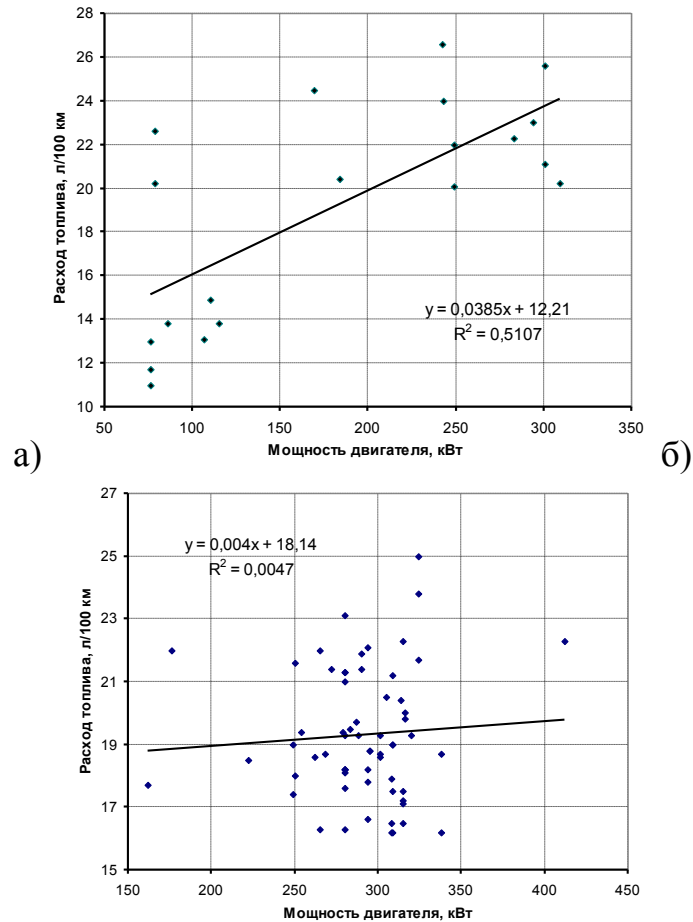 28
26
24
22
20
18
16
14
12
10
Расход топлива, л/100 км
y = 0,0385x + 12,21
R² = 0,5107
50 100 150 200 250 300 350
Мощность двигателя, кВт
а) б)
27
25
23
21
19
17
15
Расход топлива, л/100 км
y = 0,004x + 18,14
R² = 0,0047
150 200 250 300 350 400 450
Мощность двигателя, кВт